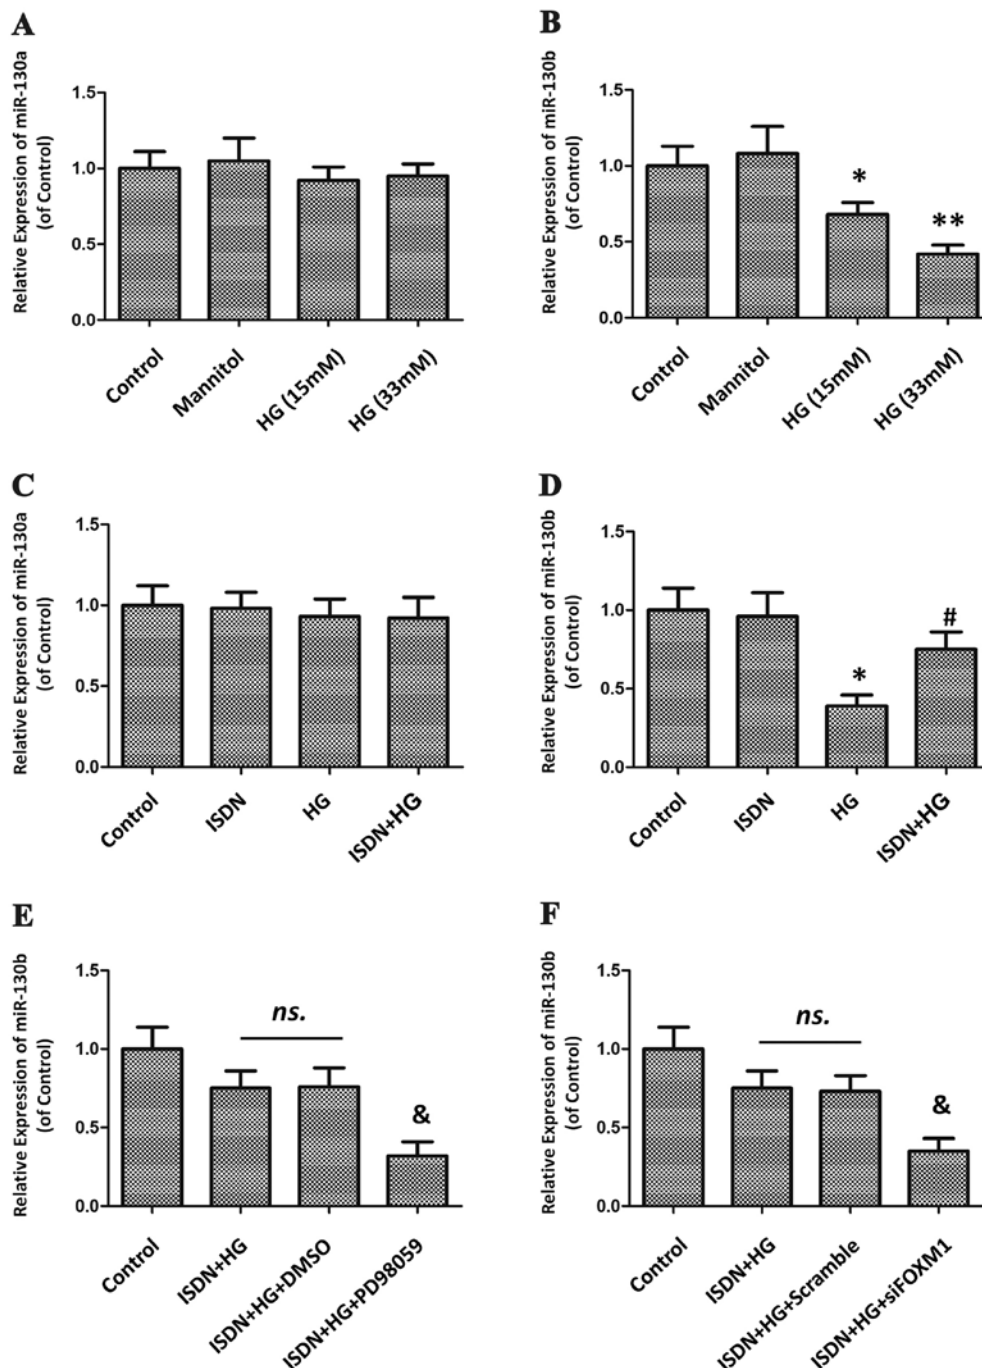 A
Relative Expression of miR-130a
(of Control)
1.5
1.0
0.5
0.0
Control
Mannitol
HG (15mM)
HG (33mM)
B
Relative Expression of miR-130b
(of Control)
1.5
1.0
0.5
0.0
*
**
Control
Mannitol
HG (15mM)
HG (33mM)
C
Relative Expression of miR-130a
(of Control)
1.5
1.0
0.5
0.0
Control
ISDN
HG
ISDN+HG
D
Relative Expression of miR-130b
(of Control)
1.5
1.0
0.5
0.0
*
#
Control
ISDN
HG
ISDN+HG
E
Relative Expression of miR-130b
(of Control)
1.5
1.0
0.5
0.0
ns.
&
Control
ISDN+HG
ISDN+HG+DMSO
ISDN+HG+PD98059
F
Relative Expression of miR-130b
(of Control)
1.5
1.0
0.5
0.0
ns.
&
Control
ISDN+HG
ISDN+HG+Scramble
ISDN+HG+siFOXM1